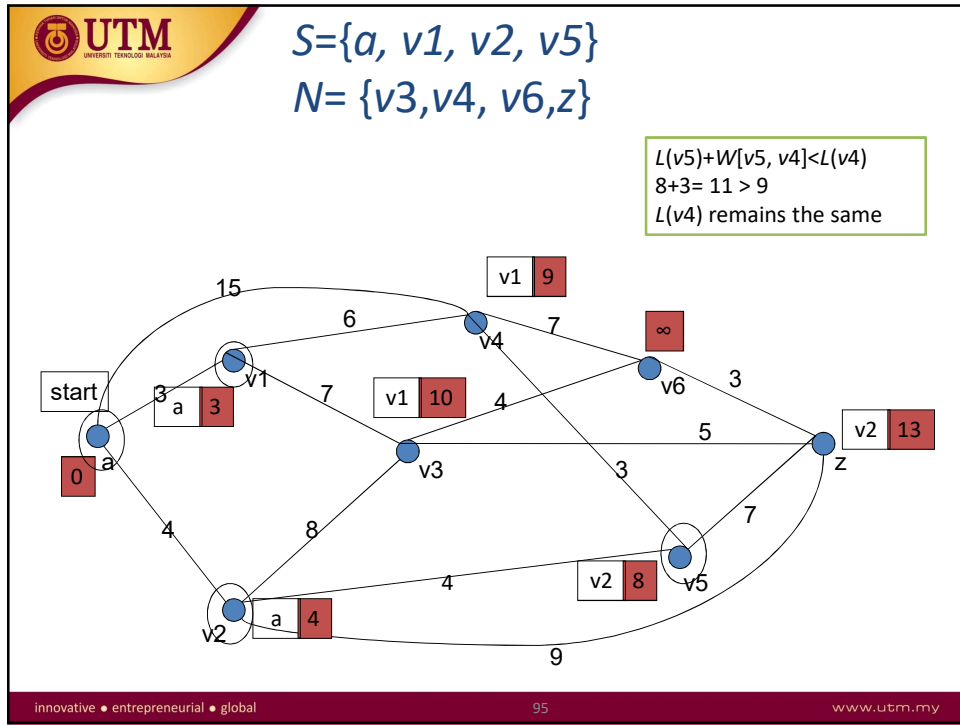 UTM
UNIVERSITI TEKNOLOGI MALAYSIA
S={a, v1, v2, v5}
N= {v3,v4, v6,z}
L(v5)+W[v5, v4]<L(v4)
8+3= 11 > 9
L(v4) remains the same
v1 9
15
6
v4
7
∞
v1
start
3
a 3
7
v1 10
4
v6
3
v2 13
5
a
0
v3
z
3
4
8
7
4
v2 8
v5
v2
a 4
9
innovative • entrepreneurial • global
95
www.utm.my